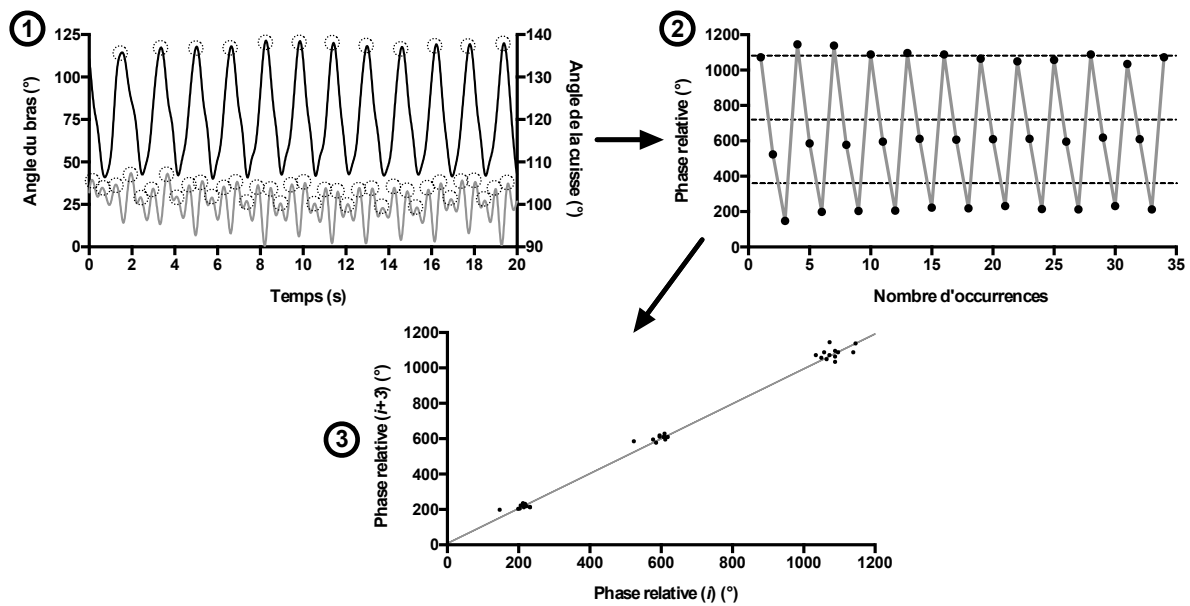 1
125
100
75
50
25
0
Angle du bras (°)
140
130
120
110
100
90
Angle de la cuisse (°)
0 2 4 6 8 10 12 14 16 18 20
Temps (s)
2
1200
1000
800
600
400
200
0
Phase relative (°)
0 5 10 15 20 25 30 35
Nombre d'occurrences
3
1200
1000
800
600
400
200
0
Phase relative (i+3) (°)
0 200 400 600 800 1000 1200
Phase relative (i) (°)